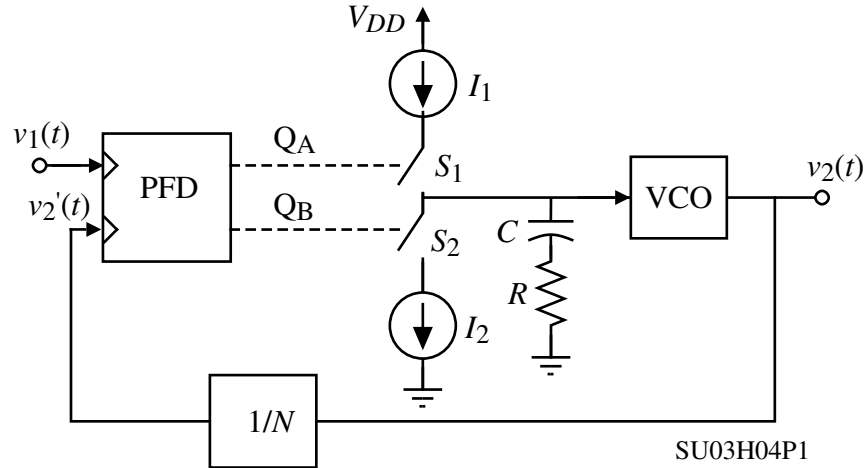 V_DD
I_1
v_1(t)
Q_A
S_1
v_2(t)
PFD
VCO
v_2'(t)
Q_B
S_2
C
R
I_2
1/N
SU03H04P1